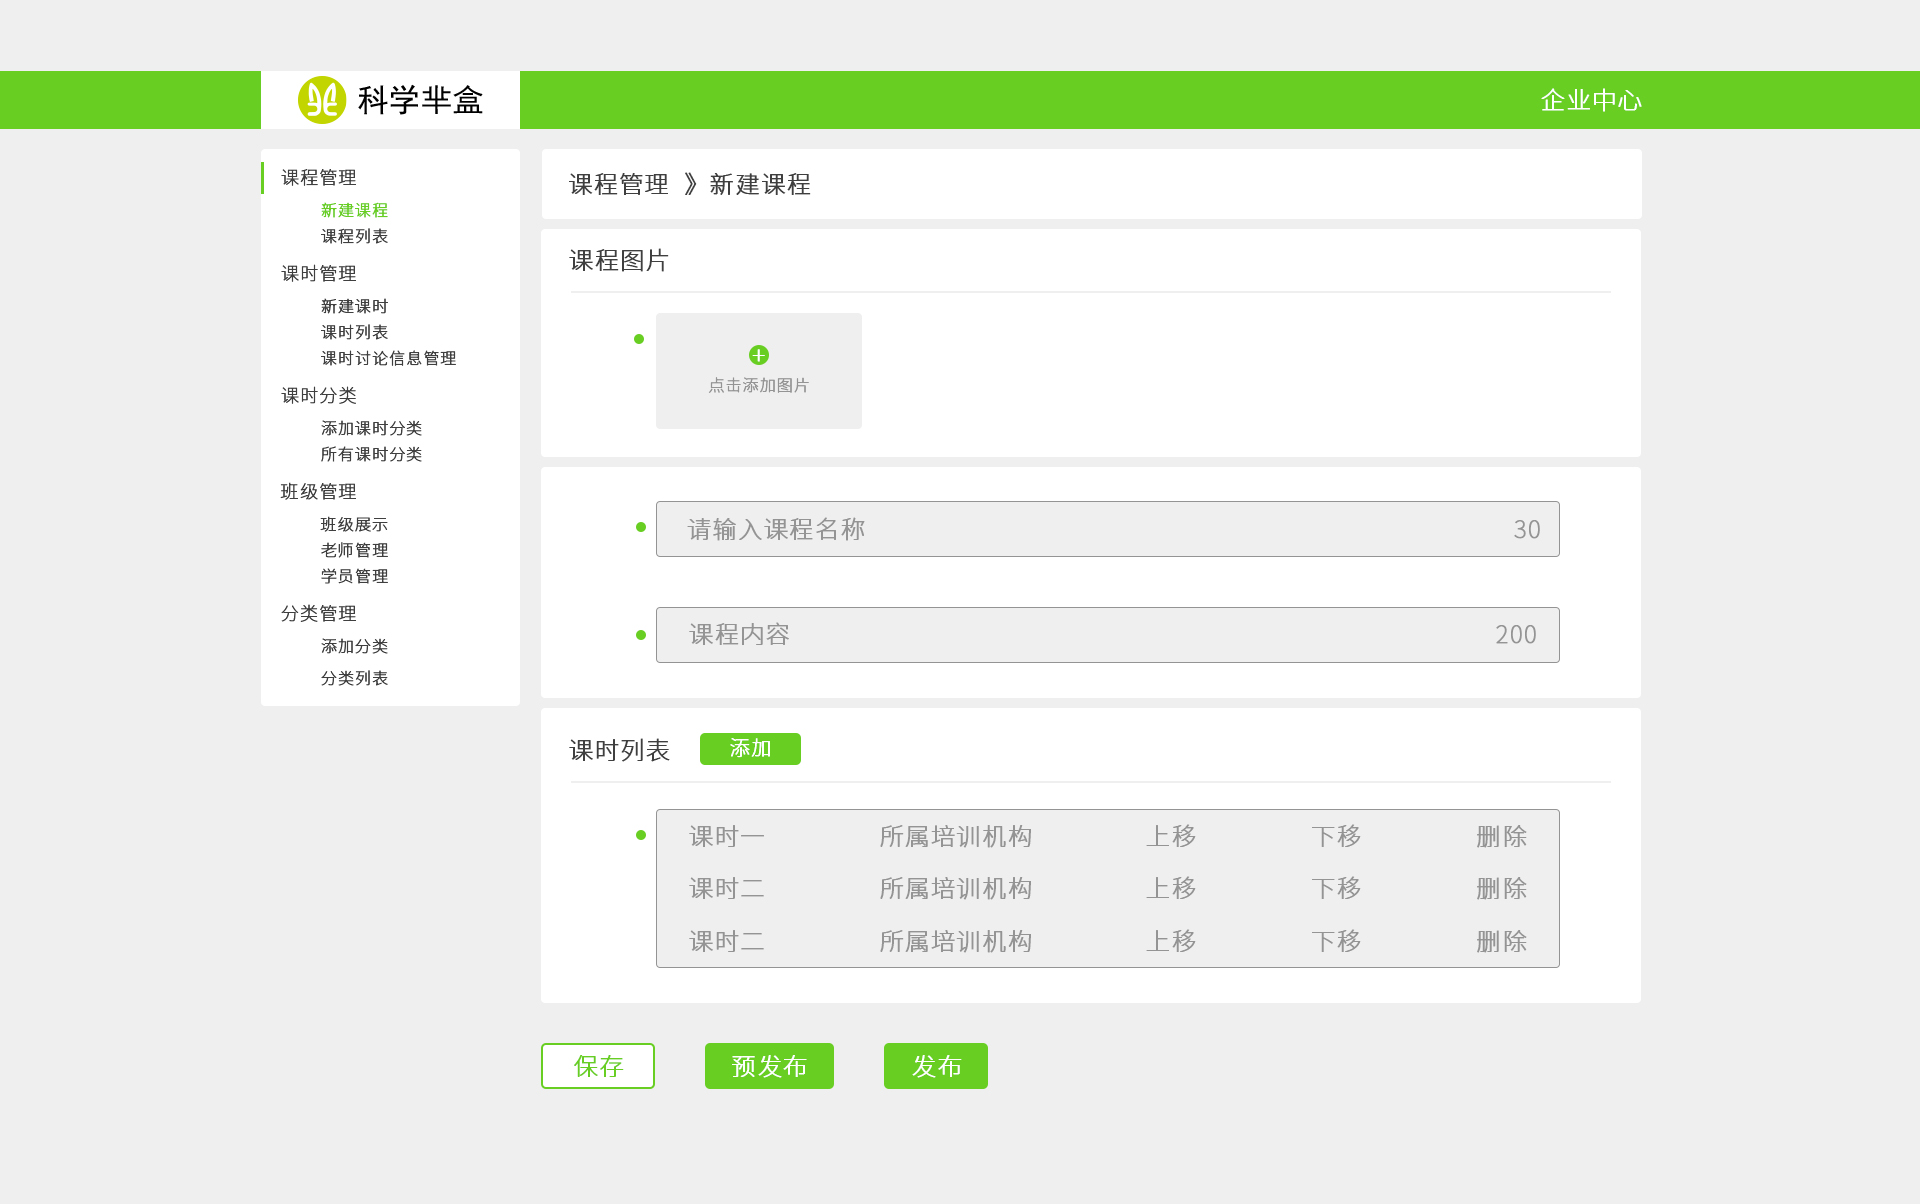 科学芈盒
企业中心
课程管理
新建课程
课程列表
课时管理
新建课时
课时列表
课时讨论信息管理
课时分类
添加课时分类
所有课时分类
班级管理
班级展示
老师管理
学员管理
分类管理
添加分类
分类列表
课程管理 》新建课程
课程图片
点击添加图片
请输入课程名称 30
课程内容 200
课时列表 添加
课时一 所属培训机构 上移 下移 删除
课时二 所属培训机构 上移 下移 删除
课时二 所属培训机构 上移 下移 删除
保存 预发布 发布